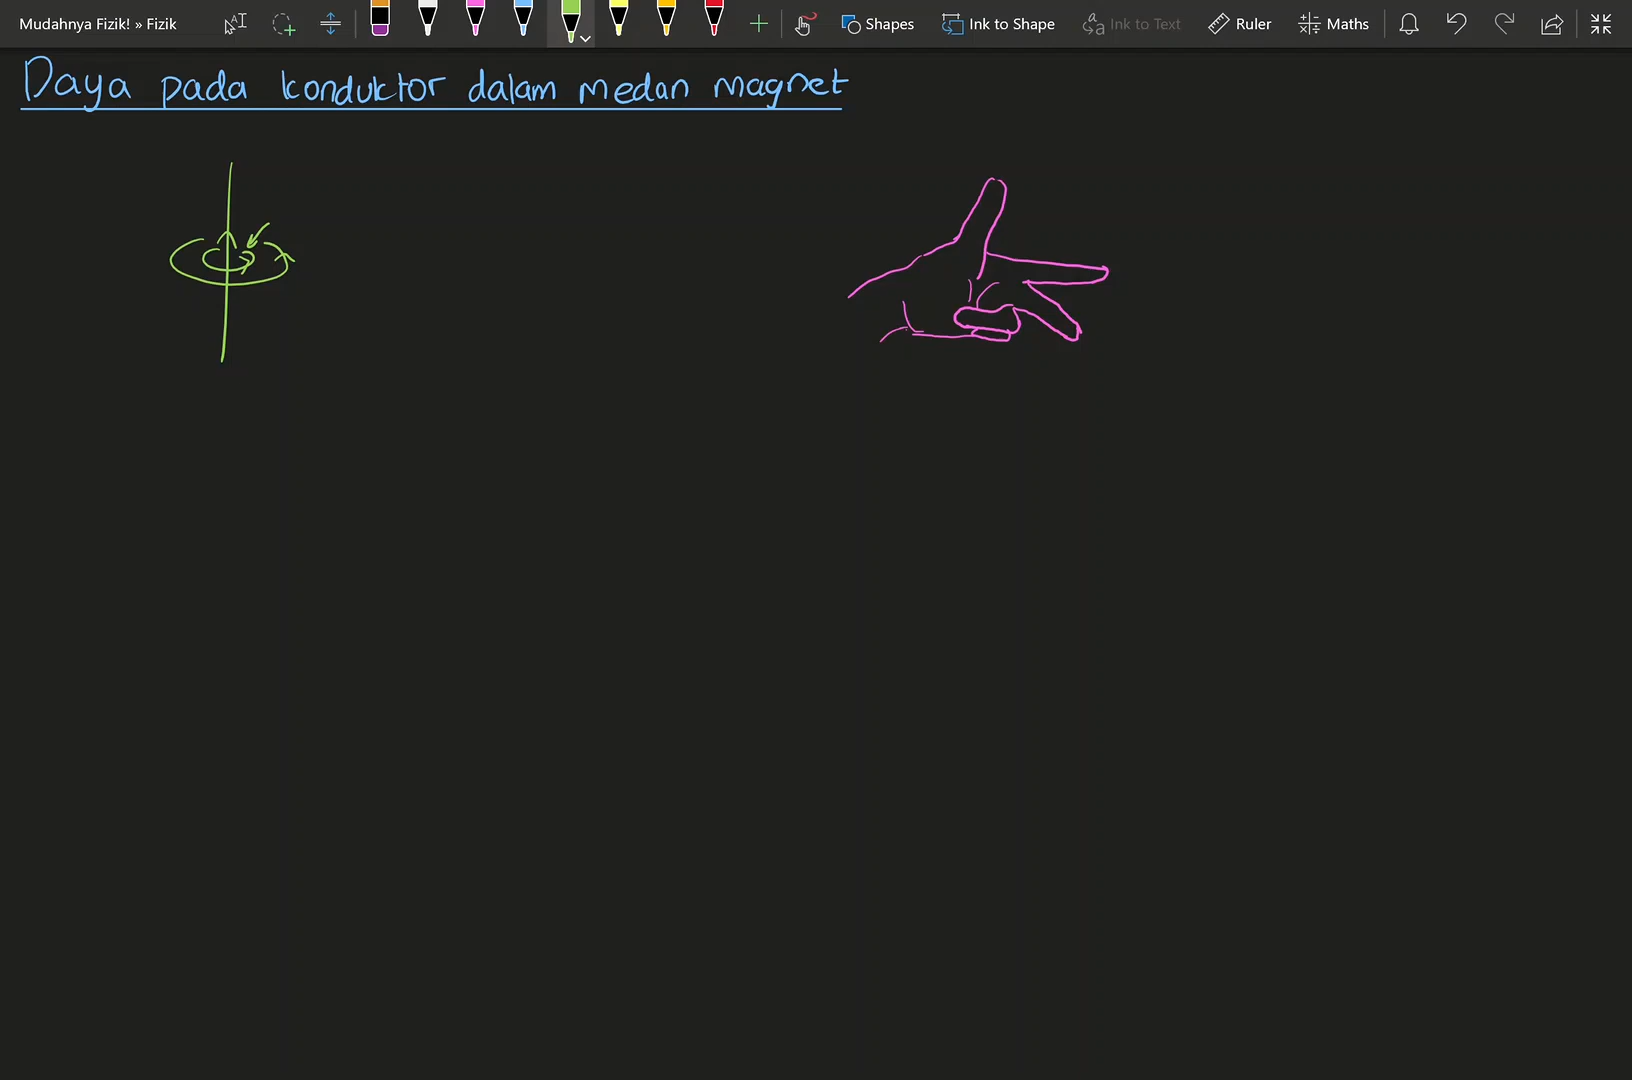 Mudahnya Fizik! » Fizik Shapes Ink to Shape Ink to Text Ruler Maths
Daya pada konduktor dalam medan magnet